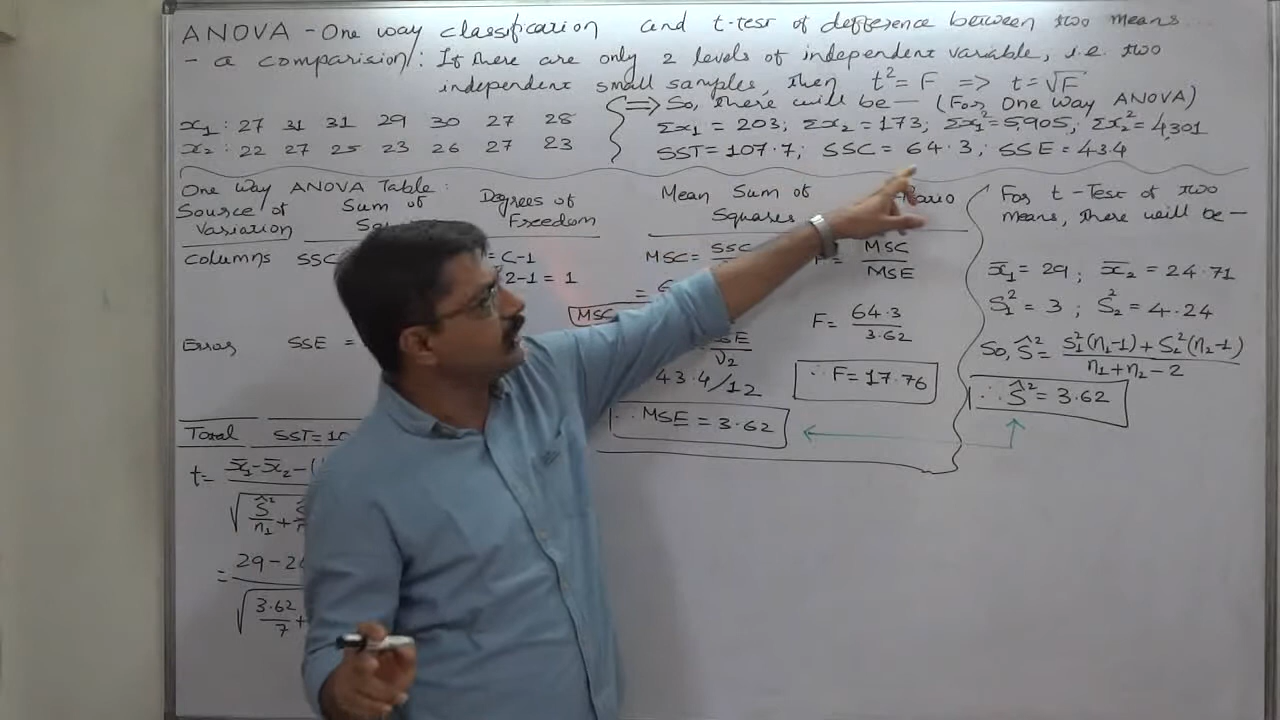 ANOVA - One way classification and t-test of difference between two means
- a comparision: If there are only 2 levels of independent variable, i.e. two
independent small samples, then t² = F => t = √F
=> So, there will be — (For One Way ANOVA)
x₁ : 27 31 31 29 30 27 28
x₂ : 22 27 25 23 26 27 23
Σx₁ = 203; Σx₂ = 173; Σx₁² = 5,905; Σx₂² = 4,301
SST = 107.7; SSC = 64.3; SSE = 43.4
One Way ANOVA Table:
Source of Variation
Sum of
Degrees of Freedom
Mean Sum of Squares
Ratio
columns SSC
= C-1
2-1 = 1
MSC = SSC
=
MSC
F = MSC/MSE
F = 64.3/3.62
∴ F = 17.76
Error SSE =
ν₂
43.4/12
∴ MSE = 3.62
Total SST = 10
t = x̄₁ - x̄₂ - (
√ Ŝ²/n₁ +
= 29 - 2
√ 3.62/7 +
For t-Test of two
means, there will be —
x̄₁ = 29; x̄₂ = 24.71
S₁² = 3; S₂² = 4.24
So, Ŝ² = S₁²(n₁-1) + S₂²(n₂-1) / n₁+n₂-2
∴ Ŝ² = 3.62